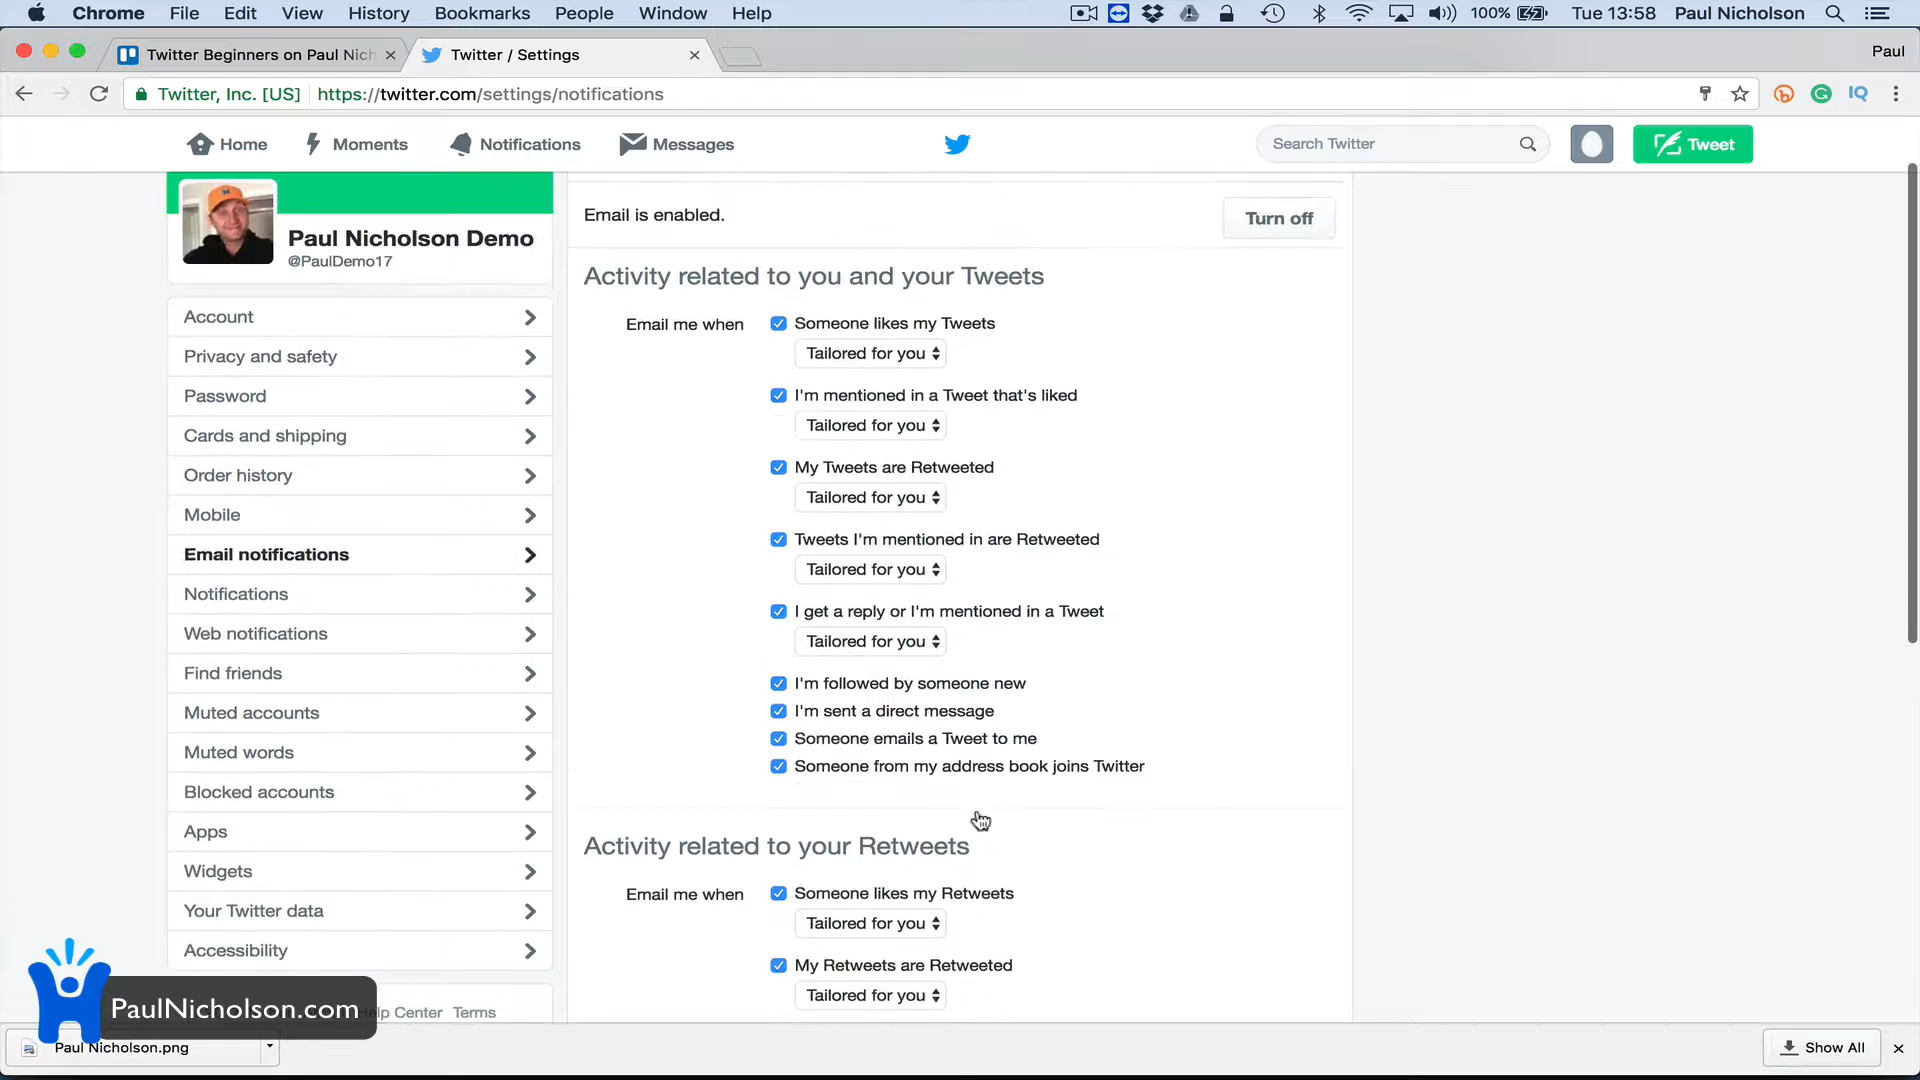 Chrome File Edit View History Bookmarks People Window Help 100% Tue 13:58 Paul Nicholson
Twitter Beginners on Paul Nich Twitter / Settings Paul
Twitter, Inc. [US] https://twitter.com/settings/notifications IQ
Home Moments Notifications Messages Search Twitter Tweet
Paul Nicholson Demo
@PaulDemo17
Account
Privacy and safety
Password
Cards and shipping
Order history
Mobile
Email notifications
Notifications
Web notifications
Find friends
Muted accounts
Muted words
Blocked accounts
Apps
Widgets
Your Twitter data
Accessibility
Email is enabled. Turn off
Activity related to you and your Tweets
Email me when Someone likes my Tweets
Tailored for you
I'm mentioned in a Tweet that's liked
Tailored for you
My Tweets are Retweeted
Tailored for you
Tweets I'm mentioned in are Retweeted
Tailored for you
I get a reply or I'm mentioned in a Tweet
Tailored for you
I'm followed by someone new
I'm sent a direct message
Someone emails a Tweet to me
Someone from my address book joins Twitter
Activity related to your Retweets
Email me when Someone likes my Retweets
Tailored for you
My Retweets are Retweeted
Tailored for you
PaulNicholson.com
Center Terms
Paul Nicholson.png Show All